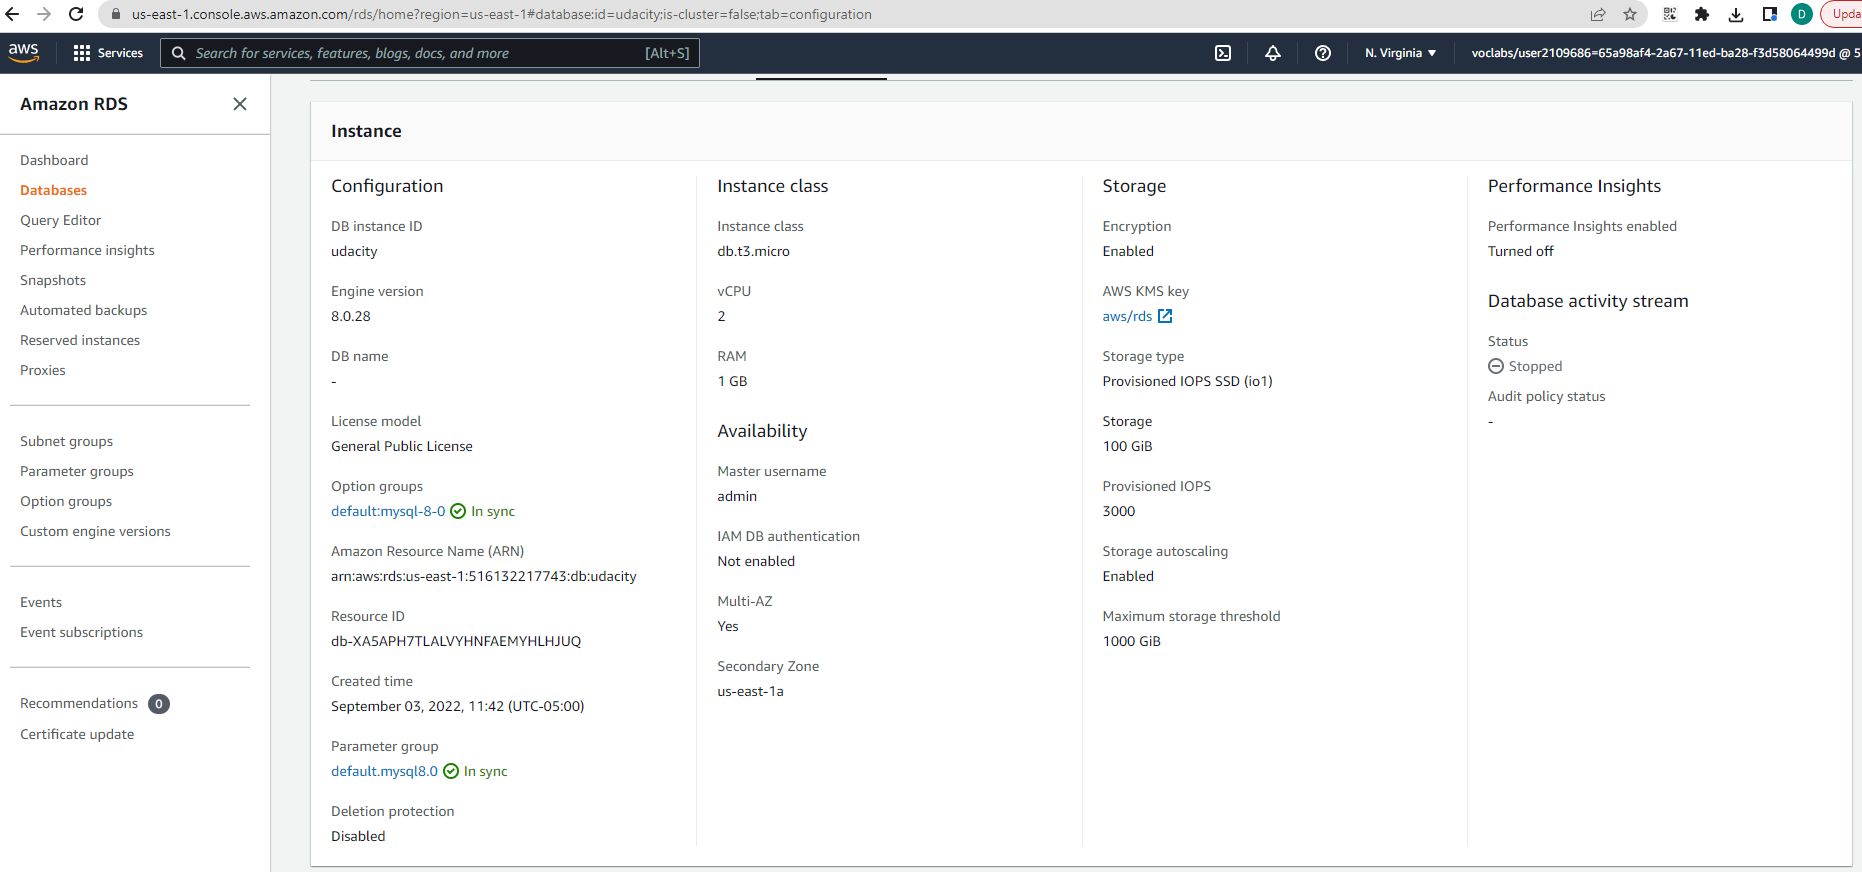 us-east-1.console.aws.amazon.com/rds/home?region=us-east-1#database:id=udacity;is-cluster=false;tab=configuration
D
Upda
aws
Services
Search for services, features, blogs, docs, and more
[Alt+S]
N. Virginia
voclabs/user2109686=65a98af4-2a67-11ed-ba28-f3d58064499d @ 5
Amazon RDS
Dashboard
Databases
Query Editor
Performance insights
Snapshots
Automated backups
Reserved instances
Proxies
Subnet groups
Parameter groups
Option groups
Custom engine versions
Events
Event subscriptions
Recommendations 0
Certificate update
Instance
Configuration
DB instance ID
udacity
Engine version
8.0.28
DB name
-
License model
General Public License
Option groups
default:mysql-8-0 In sync
Amazon Resource Name (ARN)
arn:aws:rds:us-east-1:516132217743:db:udacity
Resource ID
db-XA5APH7TLALVYHNFAEMYHLHJUQ
Created time
September 03, 2022, 11:42 (UTC-05:00)
Parameter group
default.mysql8.0 In sync
Deletion protection
Disabled
Instance class
Instance class
db.t3.micro
vCPU
2
RAM
1 GB
Availability
Master username
admin
IAM DB authentication
Not enabled
Multi-AZ
Yes
Secondary Zone
us-east-1a
Storage
Encryption
Enabled
AWS KMS key
aws/rds
Storage type
Provisioned IOPS SSD (io1)
Storage
100 GiB
Provisioned IOPS
3000
Storage autoscaling
Enabled
Maximum storage threshold
1000 GiB
Performance Insights
Performance Insights enabled
Turned off
Database activity stream
Status
Stopped
Audit policy status
-